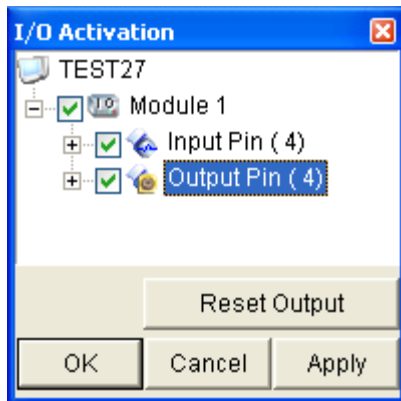 I/O Activation
TEST27
Module 1
Input Pin ( 4)
Output Pin ( 4)
Reset Output
OK Cancel Apply